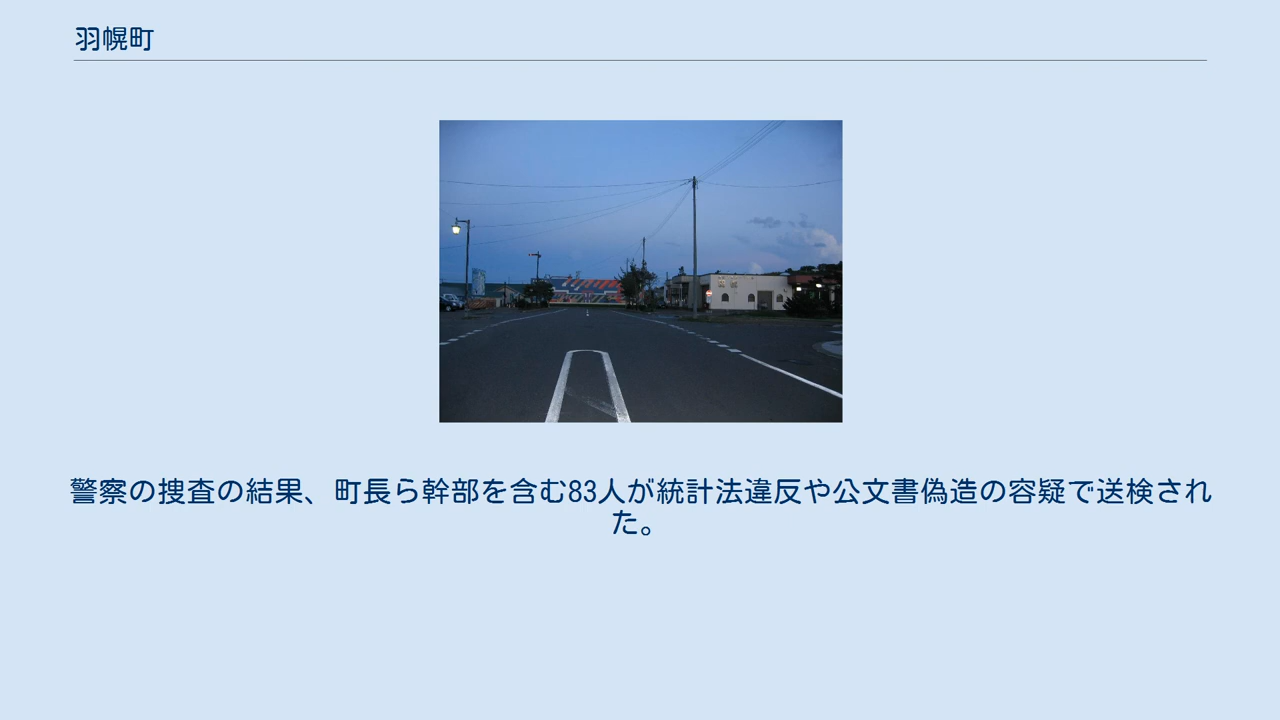 羽幌町
警察の捜査の結果、町長ら幹部を含む83人が統計法違反や公文書偽造の容疑で送検され
た。